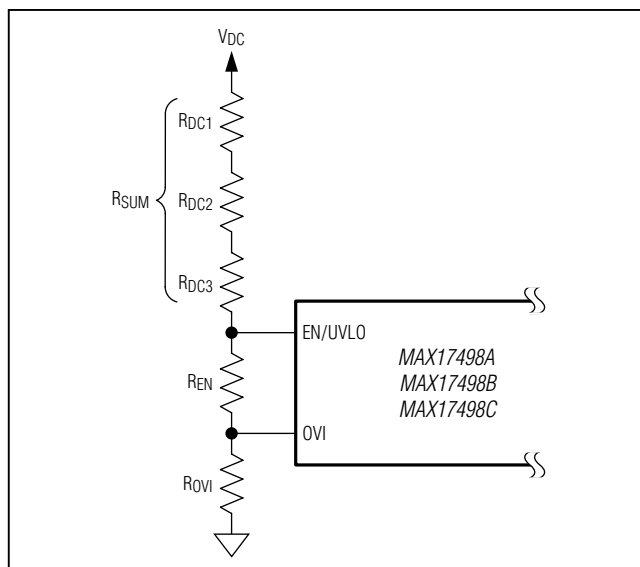 VDC
RDC1
RSUM
RDC2
RDC3
EN/UVLO
MAX17498A
MAX17498B
MAX17498C
REN
OVI
ROVI